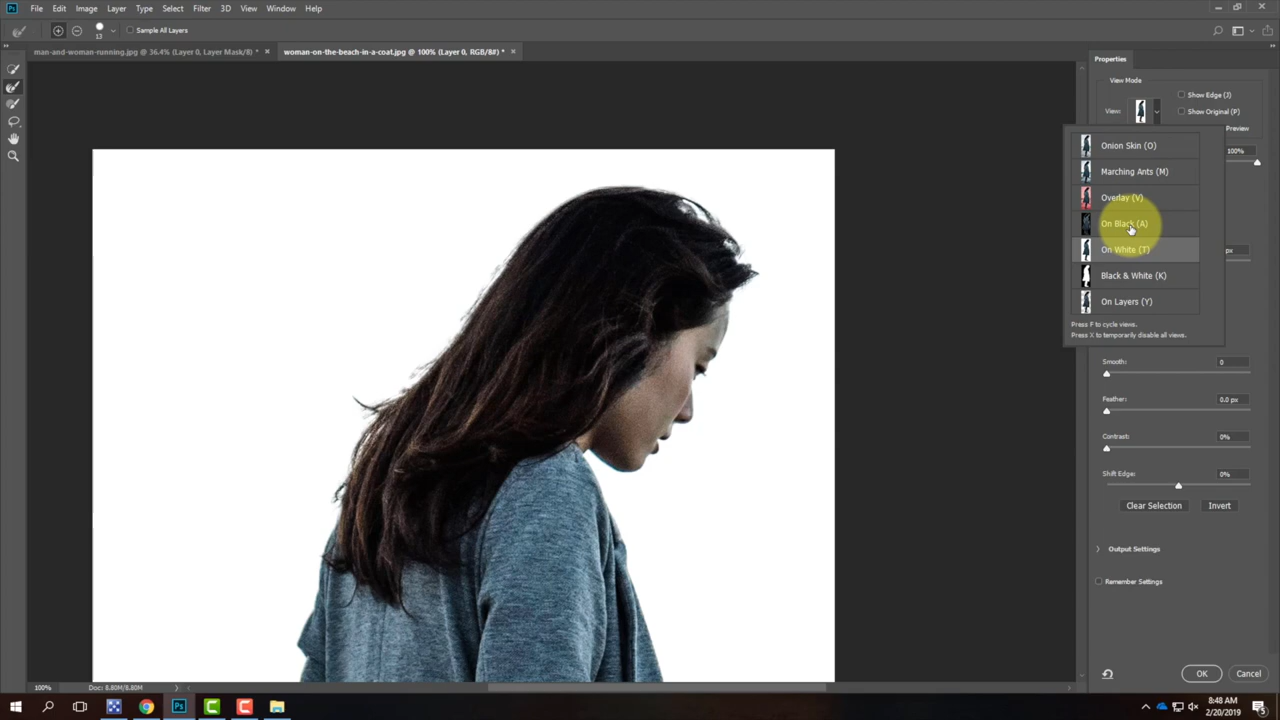 Ps File Edit Image Layer Type Select Filter 3D View Window Help
13 Sample All Layers
man-and-woman-running.jpg @ 36.4% (Layer 0, Layer Mask/8) * × woman-on-the-beach-in-a-coat.jpg @ 100% (Layer 0, RGB/8#) * ×
Properties
View Mode
Show Edge (J)
View: Show Original (P)
Preview
Onion Skin (O)
100%
Marching Ants (M)
Overlay (V)
On Black (A)
On White (T)
px
Black & White (K)
On Layers (Y)
Press F to cycle views.
Press X to temporarily disable all views.
Smooth: 0
Feather: 0.0 px
Contrast: 0%
Shift Edge: 0%
Clear Selection Invert
Output Settings
Remember Settings
OK Cancel
100% Doc: 8.80M/8.80M
Ps
8:48 AM
2/20/2019
5